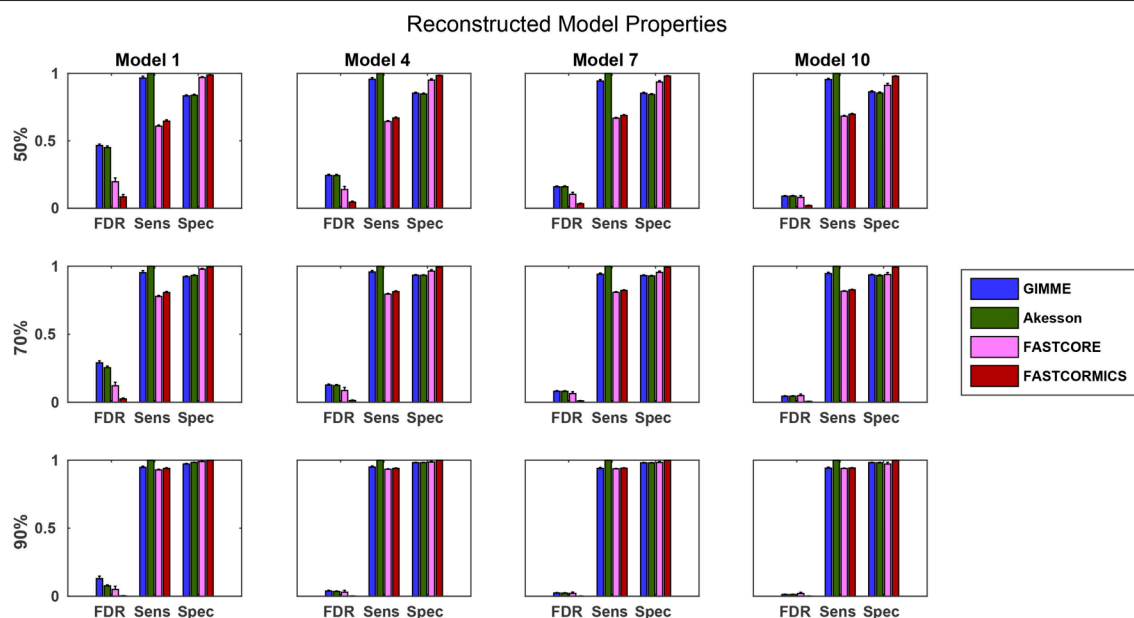 Reconstructed Model Properties
Model 1 Model 4 Model 7 Model 10
50%
1
0.5
0
FDR Sens Spec FDR Sens Spec FDR Sens Spec FDR Sens Spec
70%
1
0.5
0
FDR Sens Spec FDR Sens Spec FDR Sens Spec FDR Sens Spec
GIMME
Akesson
FASTCORE
FASTCORMICS
90%
1
0.5
0
FDR Sens Spec FDR Sens Spec FDR Sens Spec FDR Sens Spec